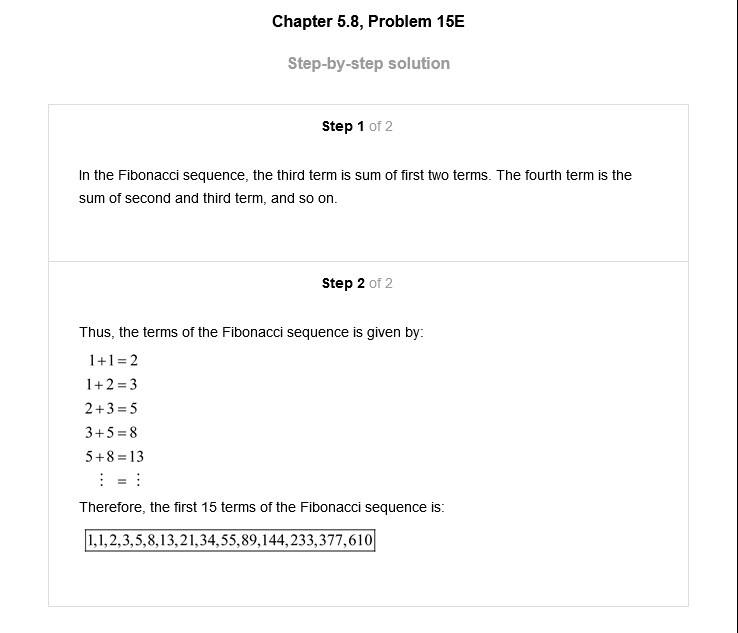 Chapter 5.8, Problem 15E
Step-by-step solution
Step 1 of 2
In the Fibonacci sequence, the third term is sum of first two terms. The fourth term is the
sum of second and third term, and so on.
Step 2 of 2
Thus, the terms of the Fibonacci sequence is given by:
1+1=2
1+2=3
2+3=5
3+5=8
5+8=13
⋮ = ⋮
Therefore, the first 15 terms of the Fibonacci sequence is:
1,1,2,3,5,8,13,21,34,55,89,144,233,377,610